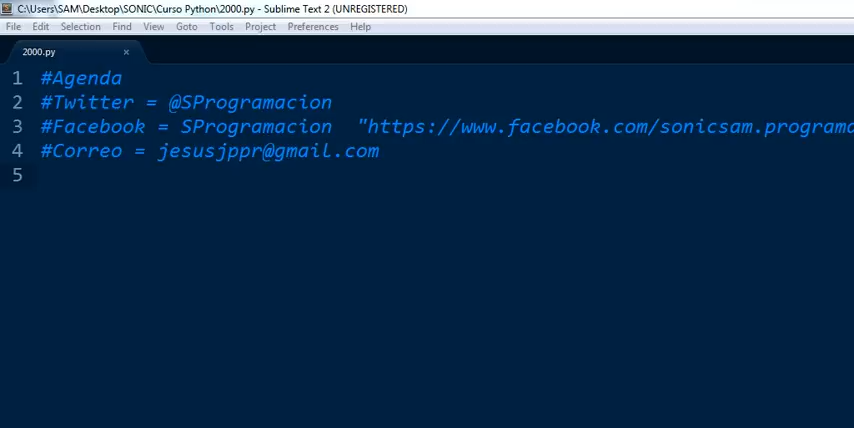 C:\Users\SAM\Desktop\SONIC\Curso Python\2000.py - Sublime Text 2 (UNREGISTERED)
File Edit Selection Find View Goto Tools Project Preferences Help
2000.py ×
1 #Agenda
2 #Twitter = @SProgramacion
3 #Facebook = SProgramacion "https://www.facebook.com/sonicsam.programa
4 #Correo = jesusjppr@gmail.com
5